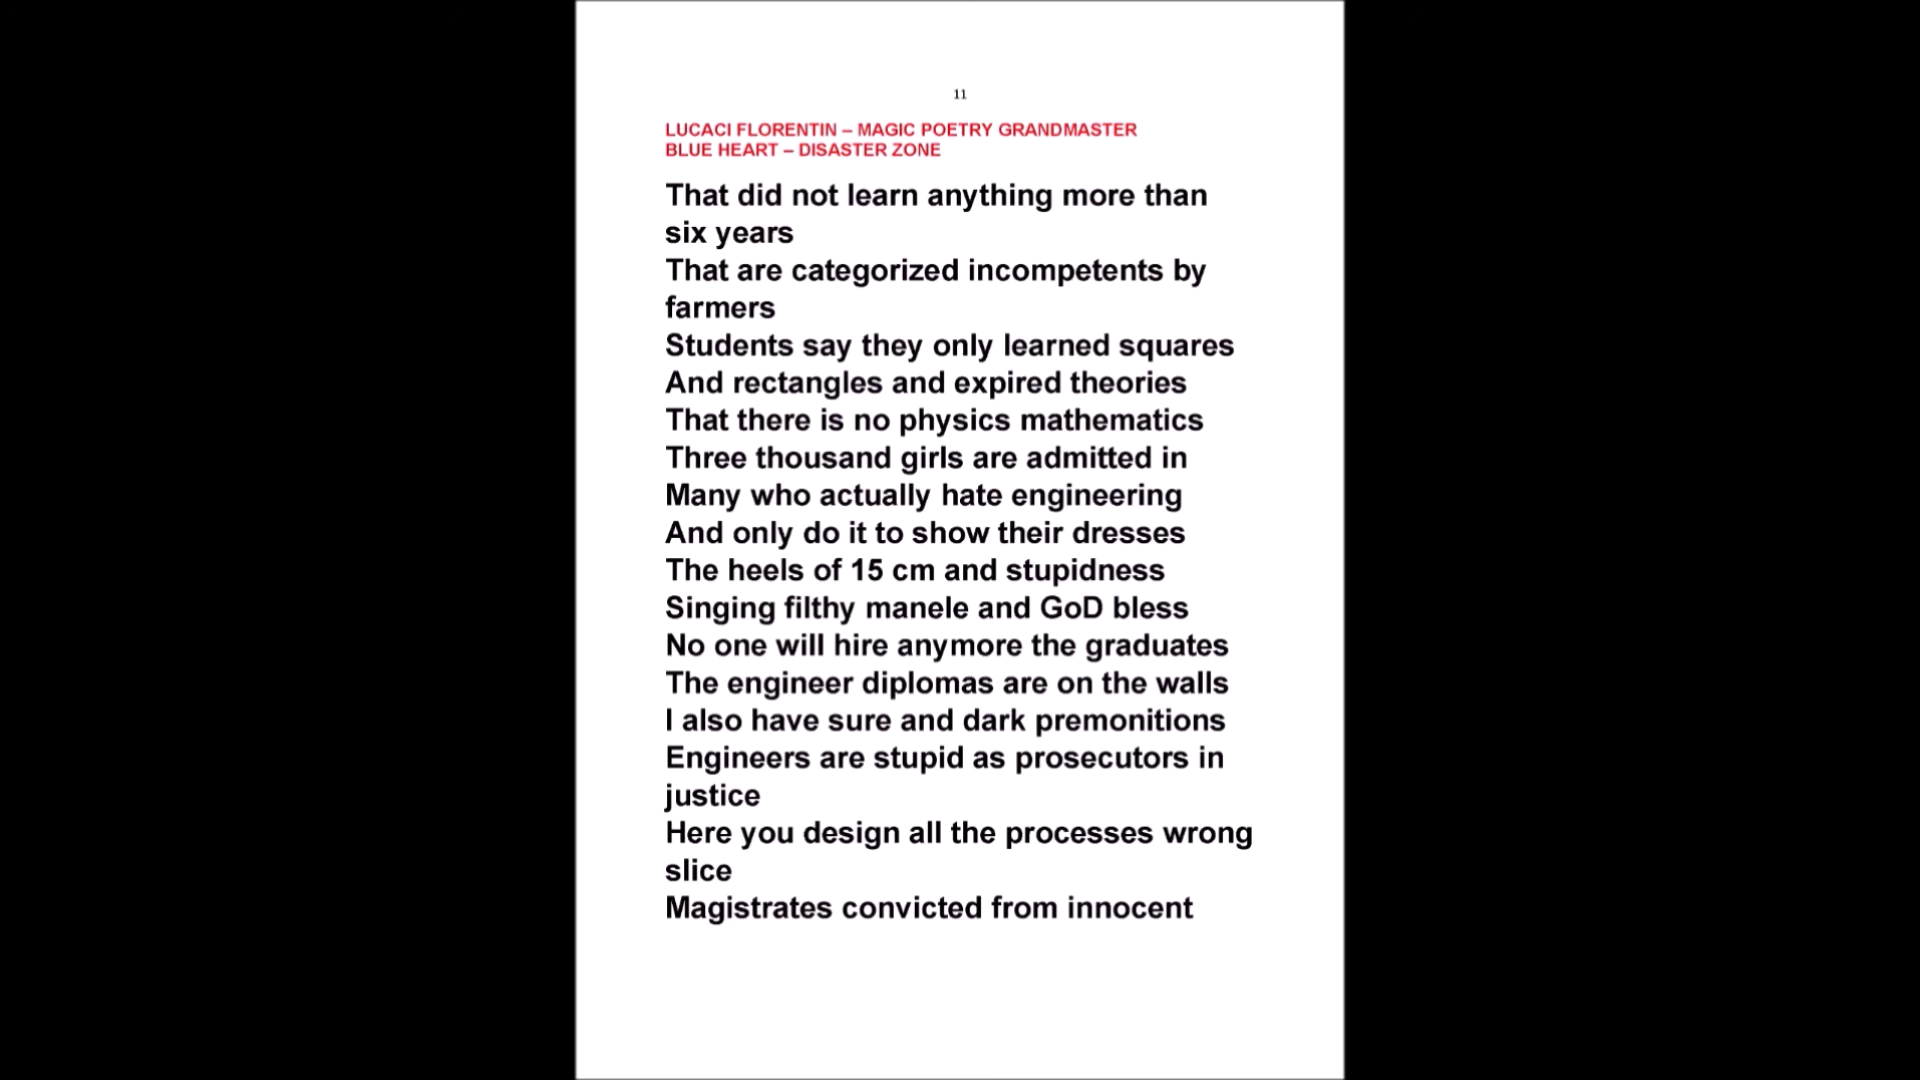 11
LUCACI FLORENTIN – MAGIC POETRY GRANDMASTER
BLUE HEART – DISASTER ZONE
That did not learn anything more than
six years
That are categorized incompetents by
farmers
Students say they only learned squares
And rectangles and expired theories
That there is no physics mathematics
Three thousand girls are admitted in
Many who actually hate engineering
And only do it to show their dresses
The heels of 15 cm and stupidness
Singing filthy manele and GoD bless
No one will hire anymore the graduates
The engineer diplomas are on the walls
I also have sure and dark premonitions
Engineers are stupid as prosecutors in
justice
Here you design all the processes wrong
slice
Magistrates convicted from innocent